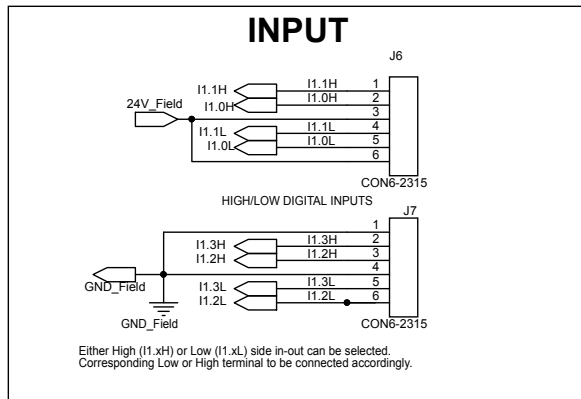 INPUT
J6
I1.1H I1.1H 1
I1.0H I1.0H 2
24V_Field 3
I1.1L I1.1L 4
I1.0L I1.0L 5
6
CON6-2315
HIGH/LOW DIGITAL INPUTS
J7
1
I1.3H I1.3H 2
I1.2H I1.2H 3
4
GND_Field
I1.3L I1.3L 5
I1.2L I1.2L 6
GND_Field
CON6-2315
Either High (I1.xH) or Low (I1.xL) side in-out can be selected.
Corresponding Low or High terminal to be connected accordingly.